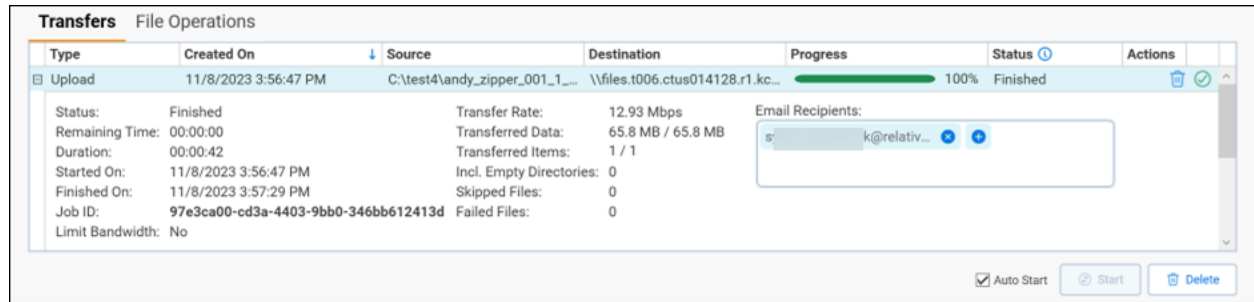 Transfers File Operations
Type Created On Source Destination Progress Status Actions
Upload 11/8/2023 3:56:47 PM C:\test4\andy_zipper_001_1_... \\files.t006.ctus014128.r1.kc... 100% Finished
Status: Finished Transfer Rate: 12.93 Mbps Email Recipients:
Remaining Time: 00:00:00 Transferred Data: 65.8 MB / 65.8 MB k@relativ...
Duration: 00:00:42 Transferred Items: 1 / 1
Started On: 11/8/2023 3:56:47 PM Incl. Empty Directories: 0
Finished On: 11/8/2023 3:57:29 PM Skipped Files: 0
Job ID: 97e3ca00-cd3a-4403-9bb0-346bb612413d Failed Files: 0
Limit Bandwidth: No
Auto Start Start Delete